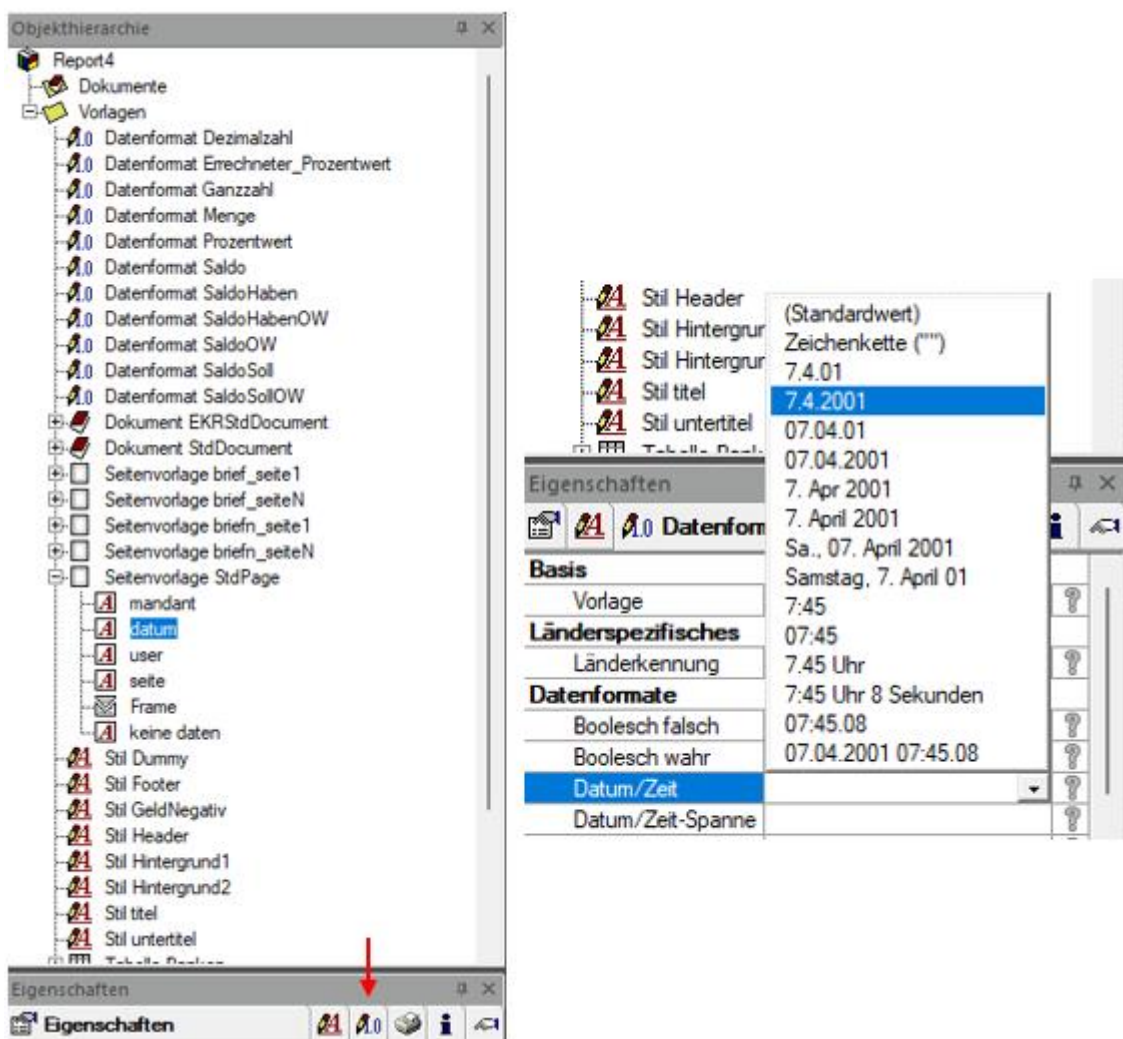 Objekthierarchie
Report4
Dokumente
Vorlagen
Datenformat Dezimalzahl
Datenformat Errechneter_Prozentwert
Datenformat Ganzzahl
Datenformat Menge
Datenformat Prozentwert
Datenformat Saldo
Datenformat SaldoHaben
Datenformat SaldoHabenOW
Datenformat SaldoOW
Datenformat SaldoSoll
Datenformat SaldoSollOW
Dokument EKRStdDocument
Dokument StdDocument
Seitenvorlage brief_seite1
Seitenvorlage brief_seiteN
Seitenvorlage briefn_seite1
Seitenvorlage briefn_seiteN
Seitenvorlage StdPage
mandant
datum
user
seite
Frame
keine daten
Stil Dummy
Stil Footer
Stil GeldNegativ
Stil Header
Stil Hintergrund1
Stil Hintergrund2
Stil titel
Stil untertitel
Eigenschaften
Eigenschaften
Stil Header
Stil Hintergrur
Stil Hintergrur
Stil titel
Stil untertitel
(Standardwert)
Zeichenkette ("")
7.4.01
7.4.2001
07.04.01
07.04.2001
7. Apr 2001
7. April 2001
Sa., 07. April 2001
Samstag, 7. April 01
7:45
07:45
7.45 Uhr
7:45 Uhr 8 Sekunden
07:45.08
07.04.2001 07:45.08
Eigenschaften
Datenform
Basis
Vorlage
Länderspezifisches
Länderkennung
Datenformate
Boolesch falsch
Boolesch wahr
Datum/Zeit
Datum/Zeit-Spanne